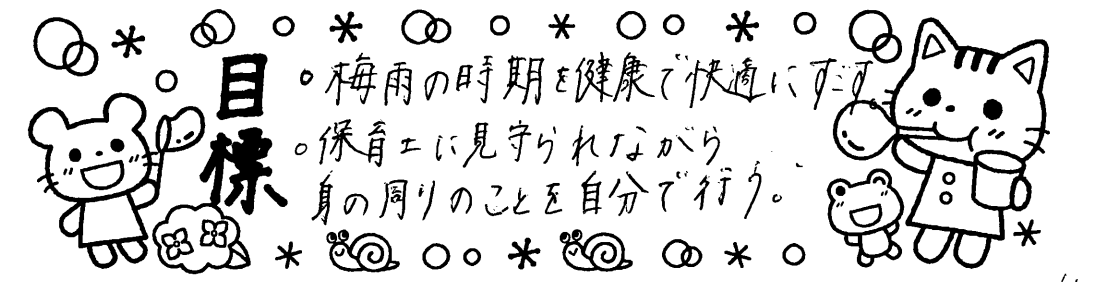 目標
。梅雨の時期を健康で快適にすごす。
。保育士に見守られながら
身の周りのことを自分で行う。